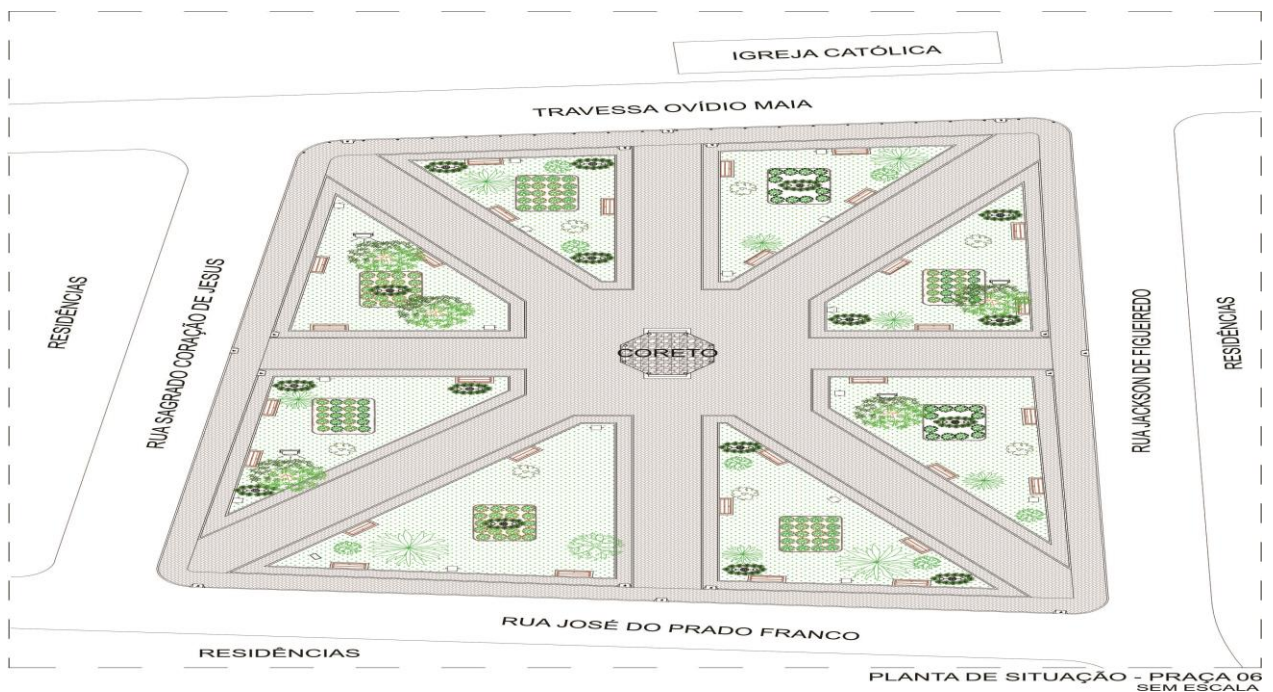 IGREJA CATÓLICA
TRAVESSA OVÍDIO MAIA
RESIDÊNCIAS
RUA SAGRADO CORAÇÃO DE JESUS
CORETO
RUA JACKSON DE FIGUEIREDO
RESIDÊNCIAS
RUA JOSÉ DO PRADO FRANCO
RESIDÊNCIAS
PLANTA DE SITUAÇÃO - PRAÇA 06
SEM ESCALA